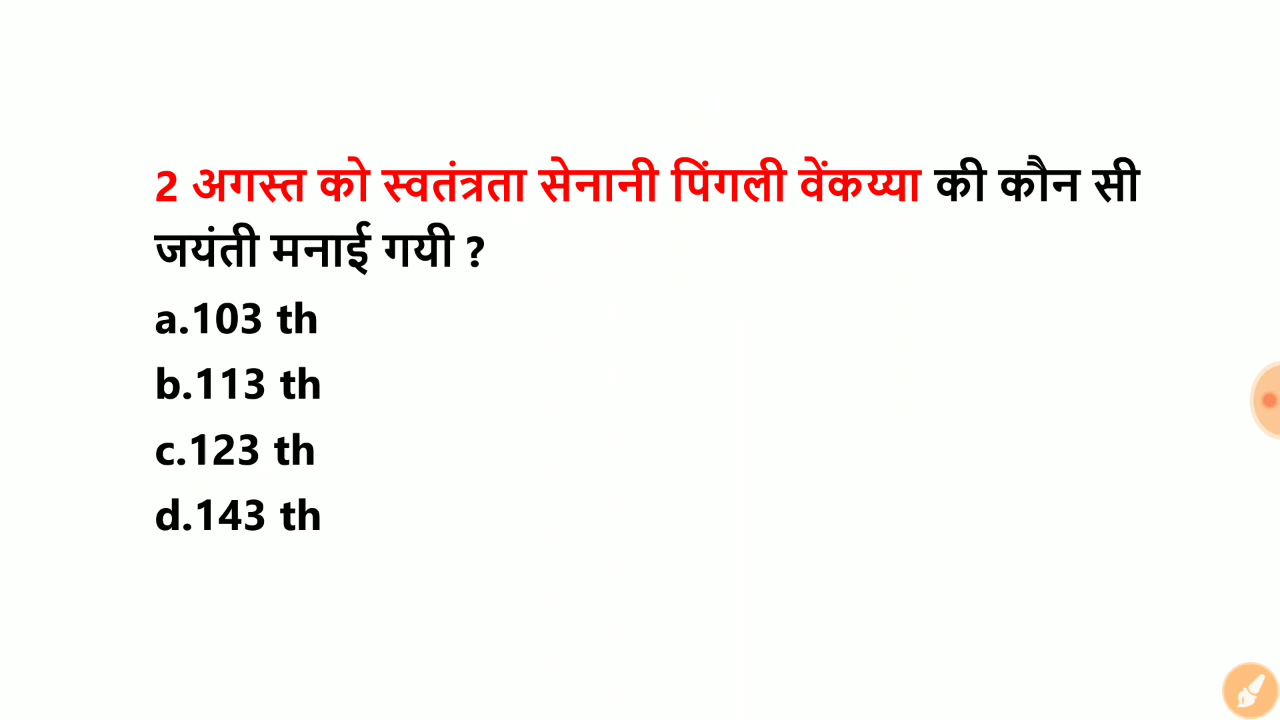 2 अगस्त को स्वतंत्रता सेनानी पिंगली वेंकय्या की कौन सी
जयंती मनाई गयी ?
a.103 th
b.113 th
c.123 th
d.143 th